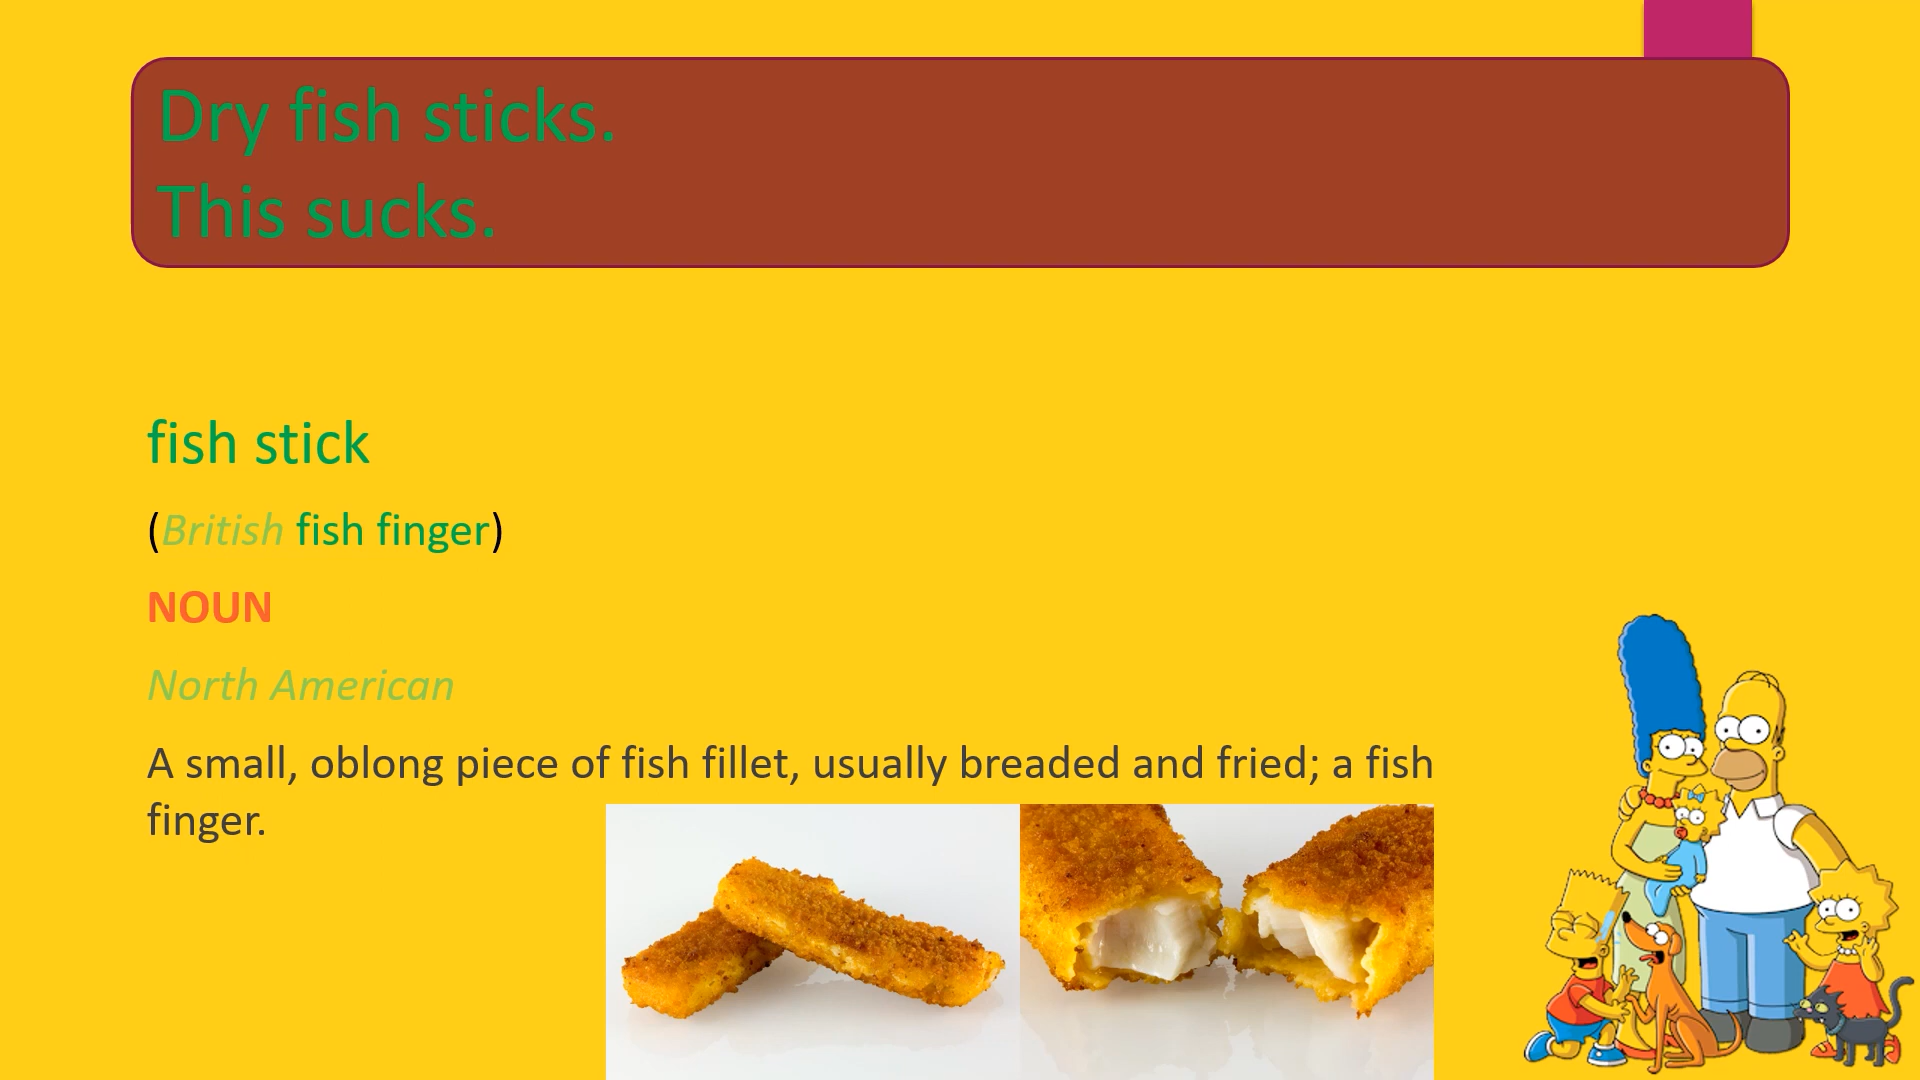 Dry fish sticks.
This sucks.
fish stick
(British fish finger)
NOUN
North American
A small, oblong piece of fish fillet, usually breaded and fried; a fish
finger.